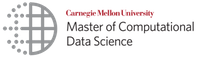 Carnegie Mellon University
Master of Computational
Data Science